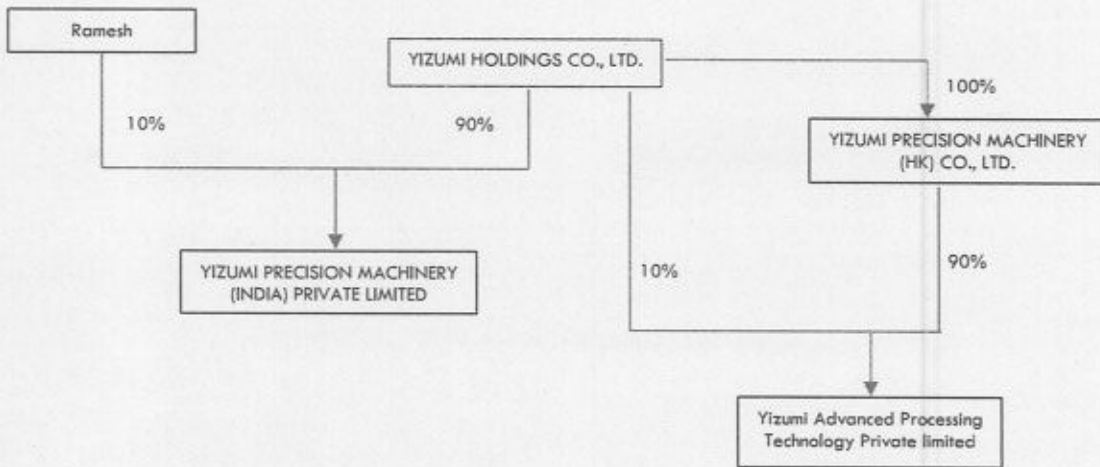 Ramesh
YIZUMI HOLDINGS CO., LTD.
100%
10%
90%
YIZUMI PRECISION MACHINERY
(HK) CO., LTD.
YIZUMI PRECISION MACHINERY
(INDIA) PRIVATE LIMITED
10%
90%
Yizumi Advanced Processing
Technology Private limited